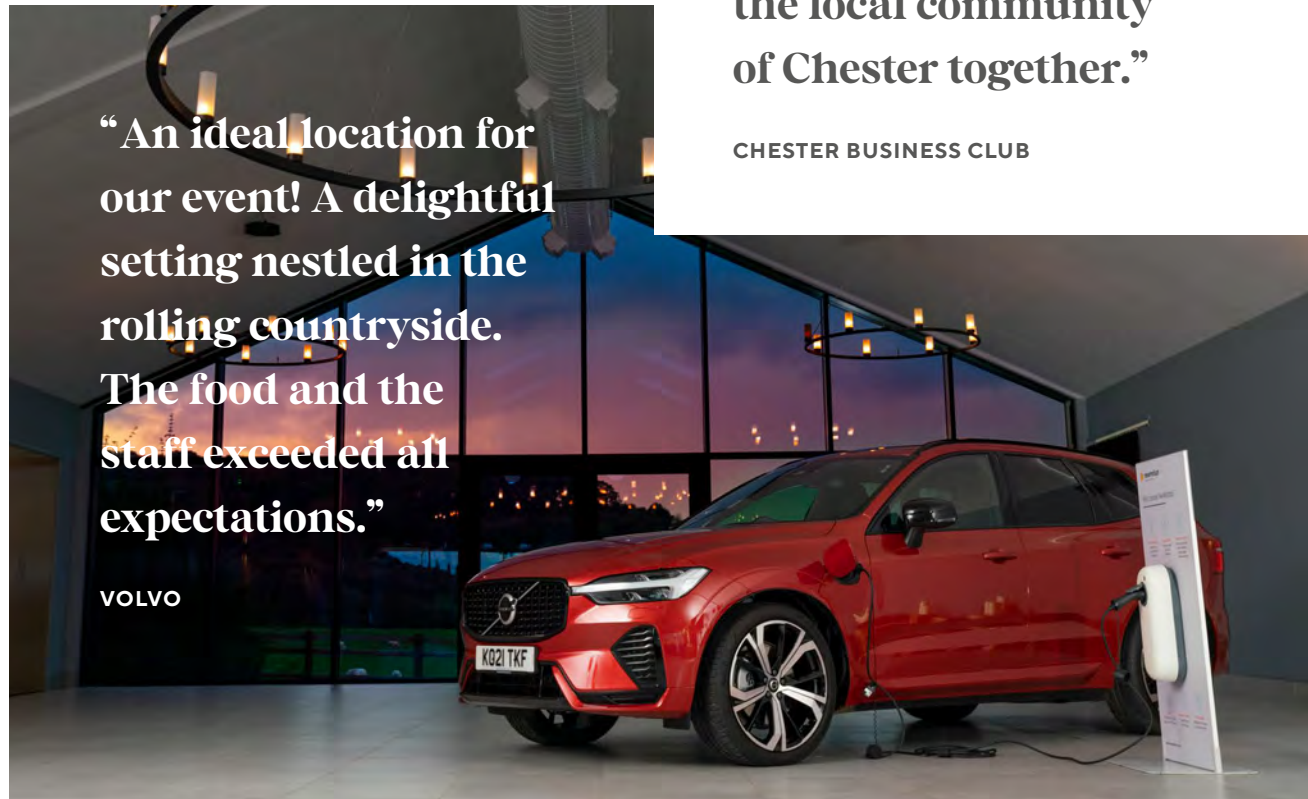 “An ideal location for
our event! A delightful
setting nestled in the
rolling countryside.
The food and the
staff exceeded all
expectations.”
VOLVO
the local community
of Chester together.”
CHESTER BUSINESS CLUB
KO21 TKF